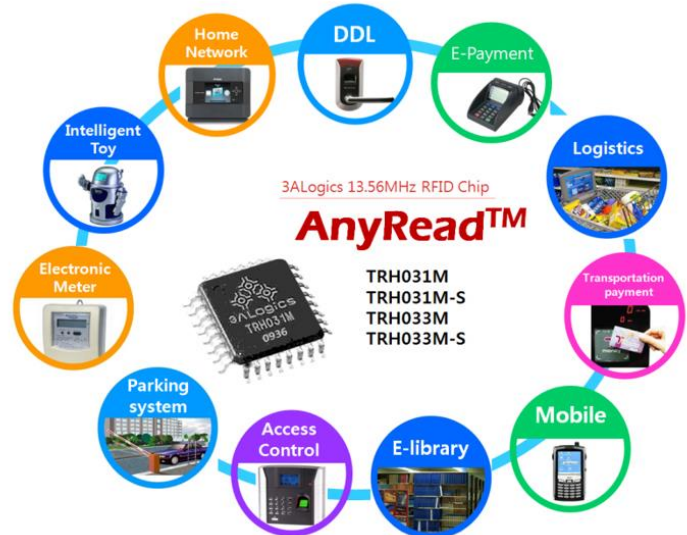 Home
Network
DDL
E-Payment
Intelligent
Toy
Logistics
3ALogics 13.56MHz RFID Chip
AnyRead™
Electronic
Meter
TRH031M
TRH031M-S
TRH033M
TRH033M-S
3ALogics
TRH031M
0936
Transportation
payment
Parking
system
Access
Control
E-library
Mobile